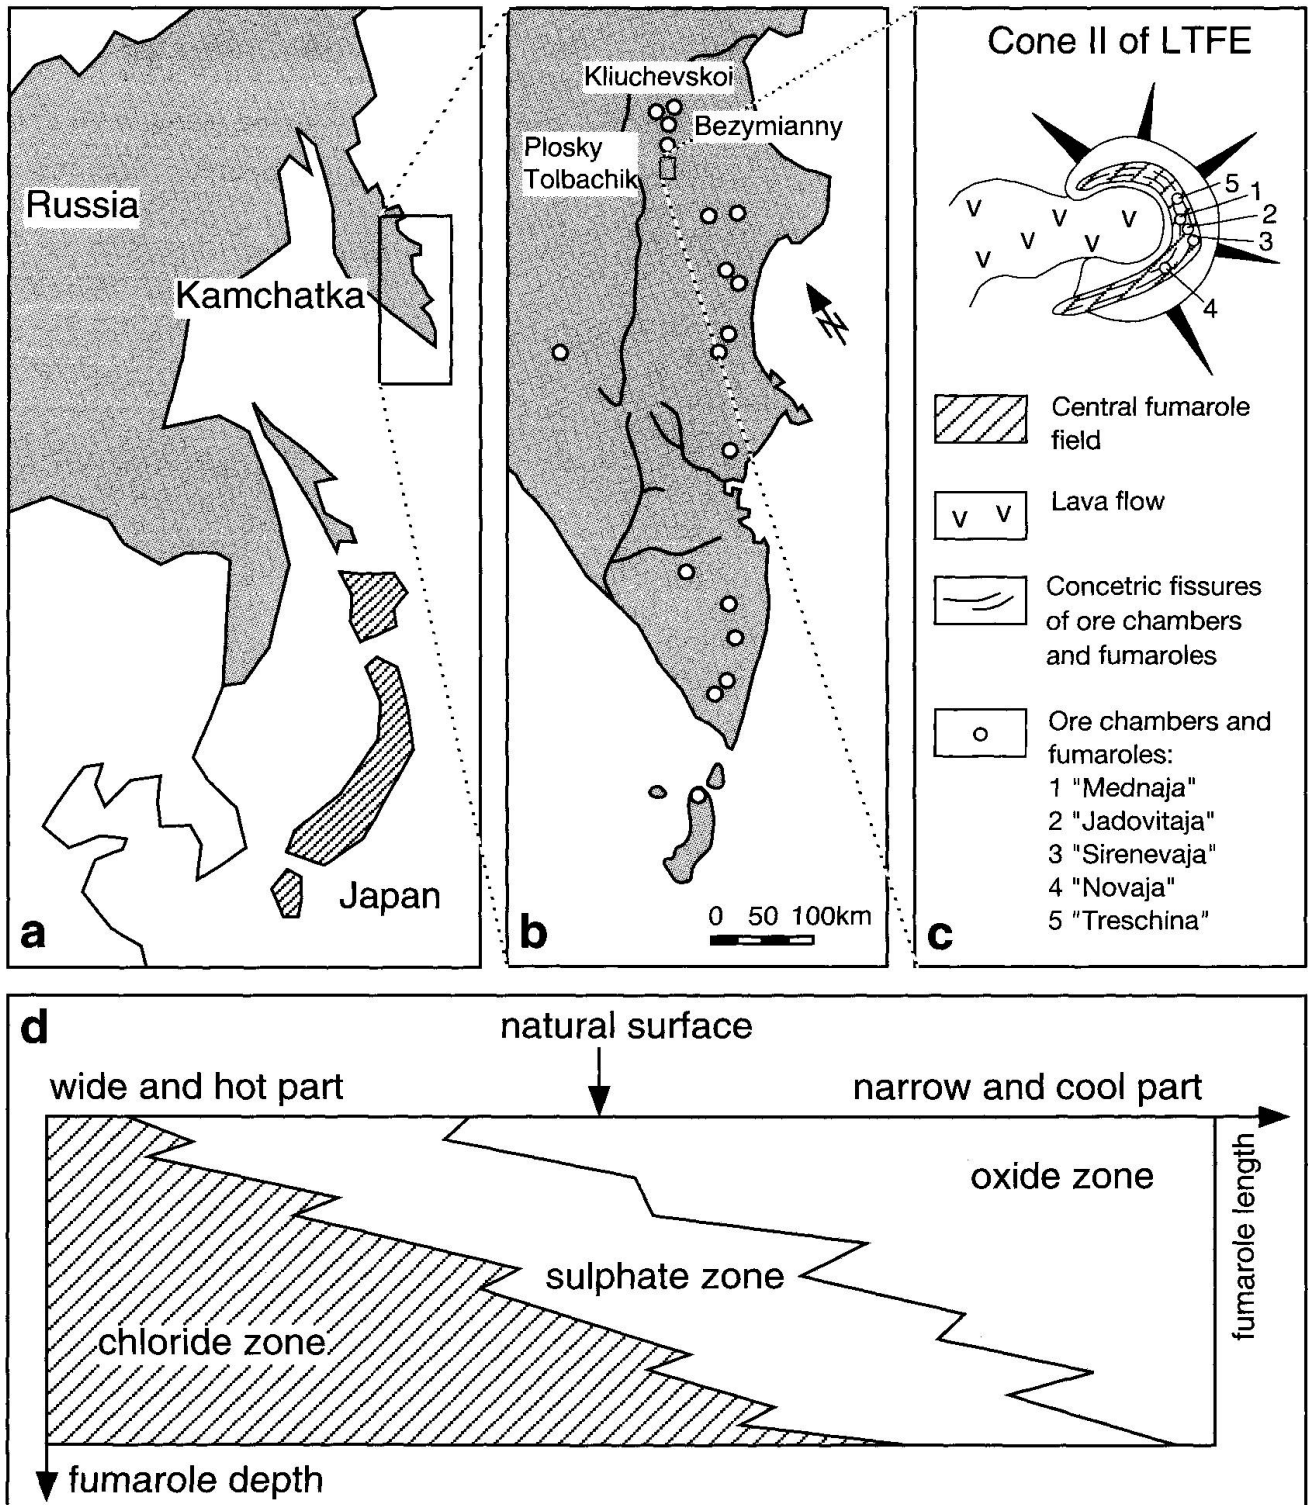 Russia
Kamchatka
Japan
a
Kliuchevskoi
Bezymianny
Plosky
Tolbachik
N
0 50 100km
b
Cone II of LTFE
5
1
2
3
4
Central fumarole
field
v v
Lava flow
Concetric fissures
of ore chambers
and fumaroles
Ore chambers and
fumaroles:
1 "Mednaja"
2 "Jadovitaja"
3 "Sirenevaja"
4 "Novaja"
5 "Treschina"
c
d
natural surface
wide and hot part
narrow and cool part
oxide zone
sulphate zone
chloride zone
fumarole length
fumarole depth